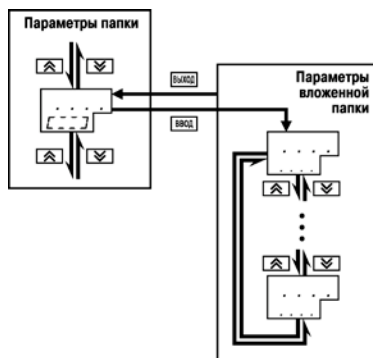 Параметры папки
ВЫХОД
ВВОД
Параметры
вложенной
папки